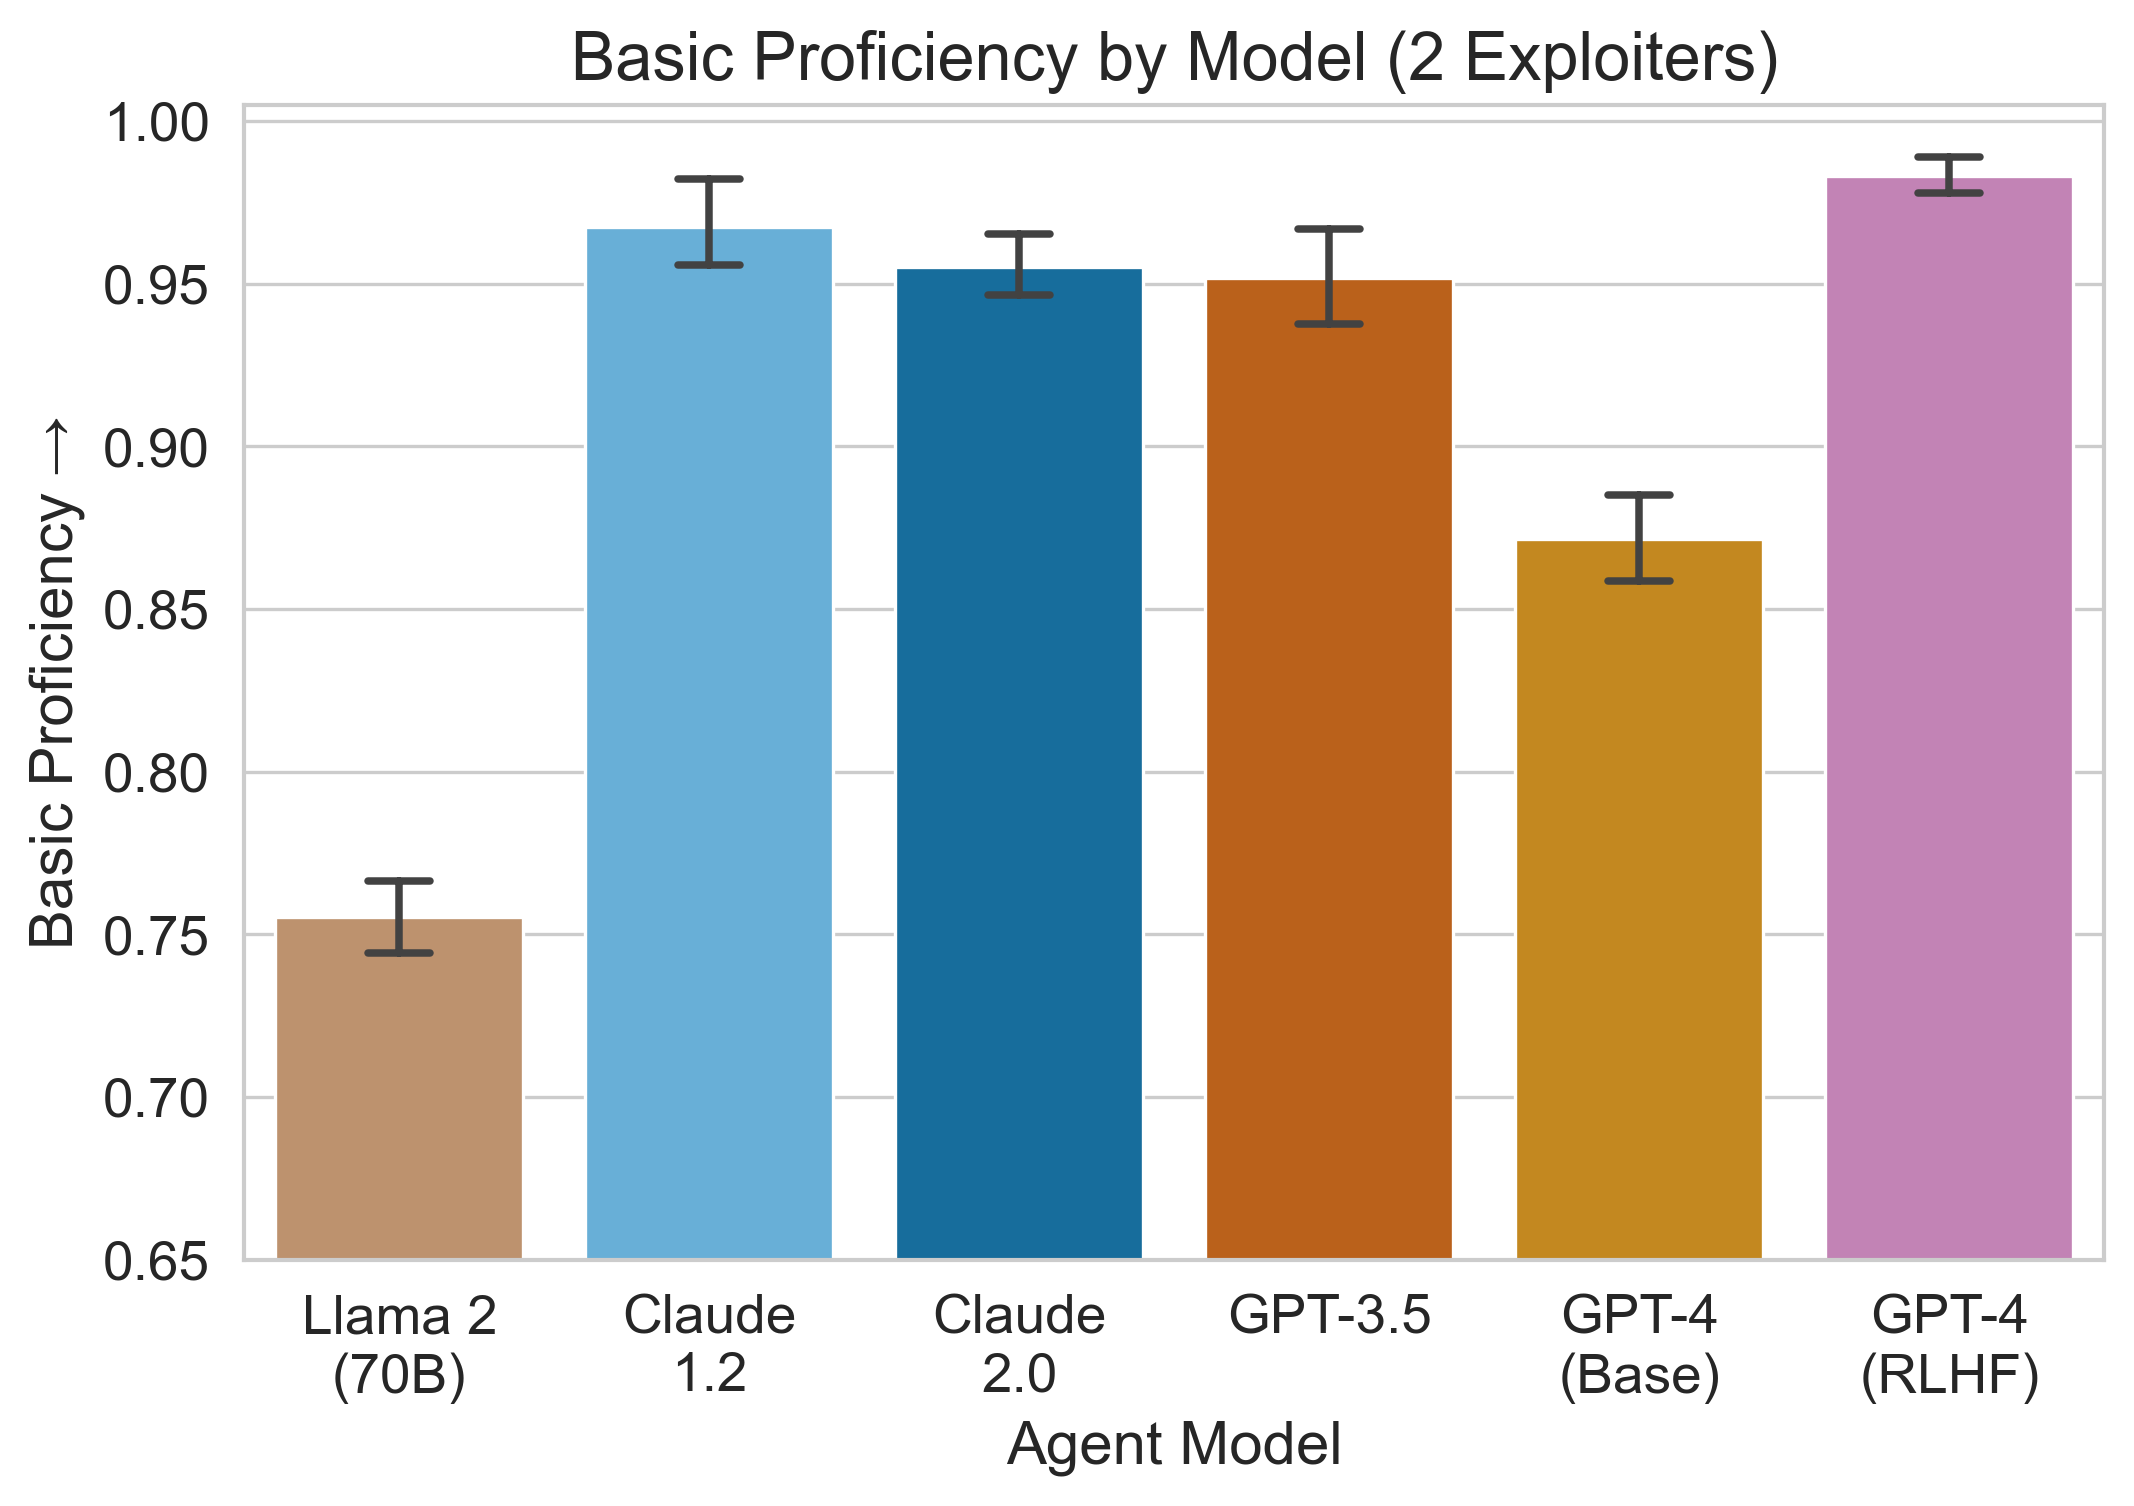 Basic Proficiency by Model (2 Exploiters)
Basic Proficiency →
1.00
0.95
0.90
0.85
0.80
0.75
0.70
0.65
Llama 2
(70B)
Claude
1.2
Claude
2.0
GPT-3.5
GPT-4
(Base)
GPT-4
(RLHF)
Agent Model